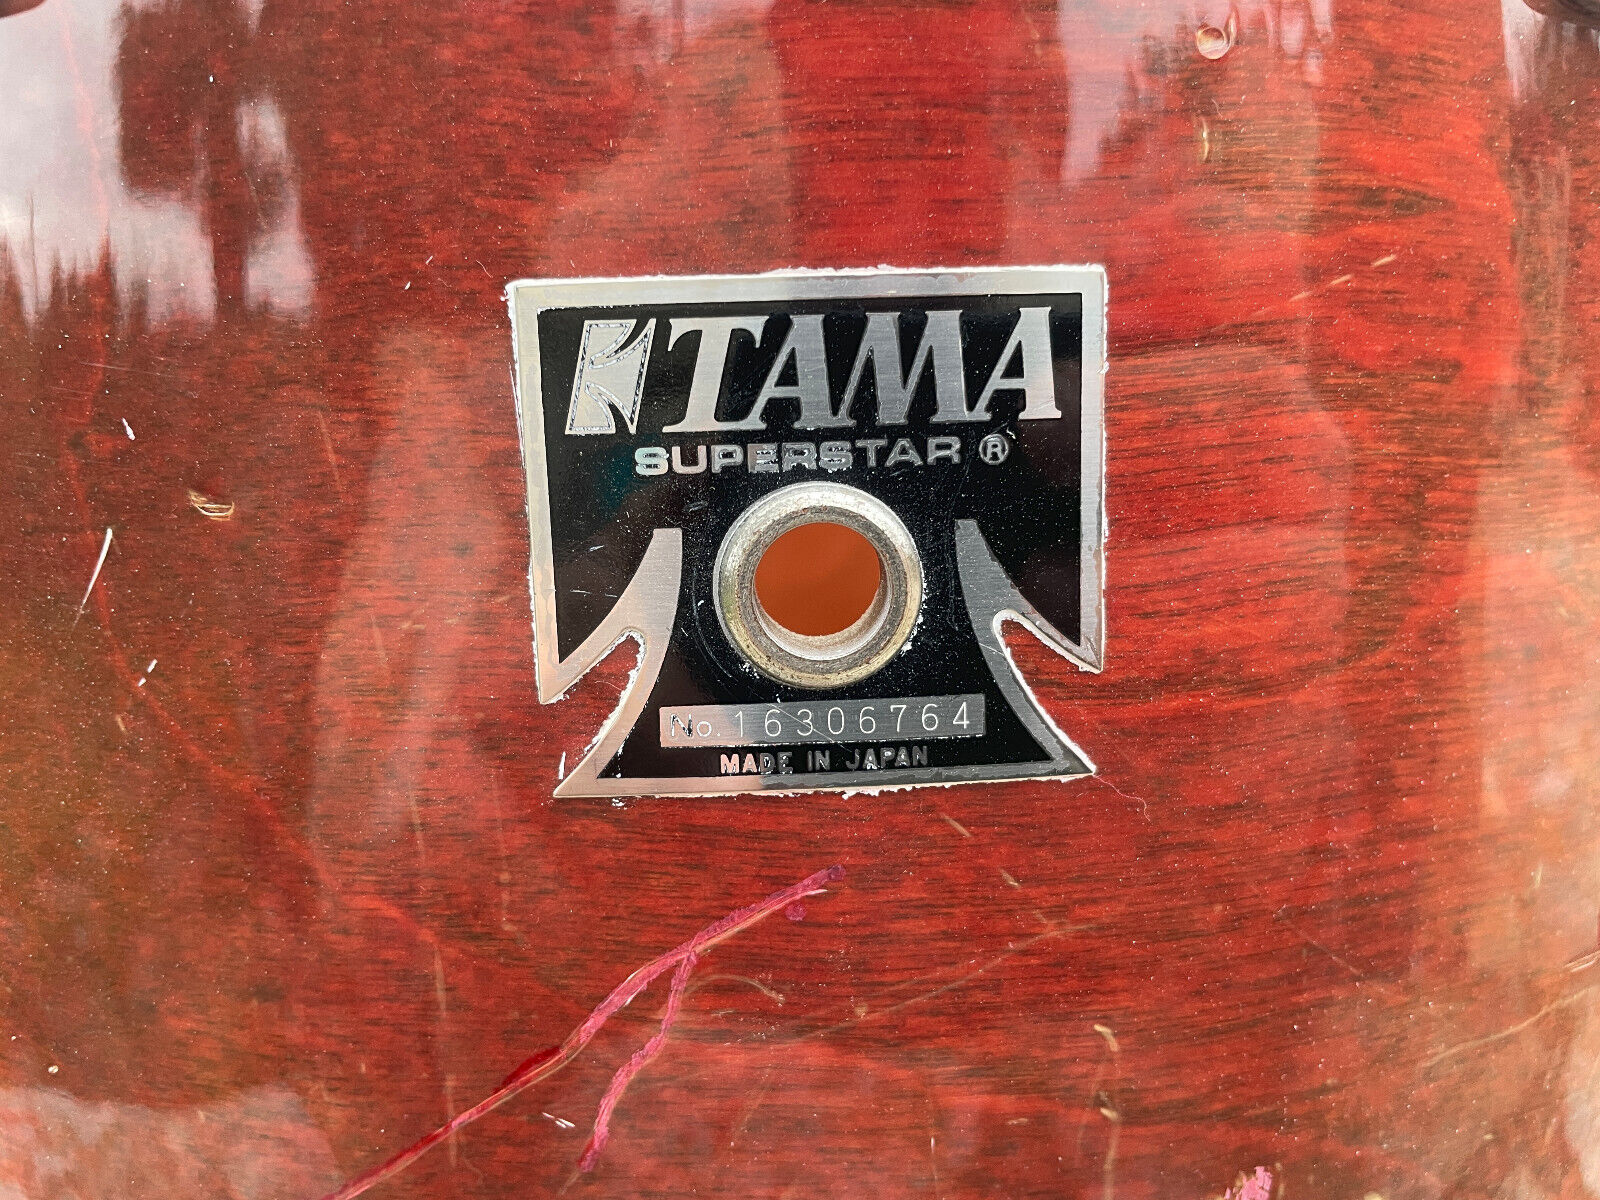 TAMA
SUPERSTAR ®
No. 16306764
MADE IN JAPAN